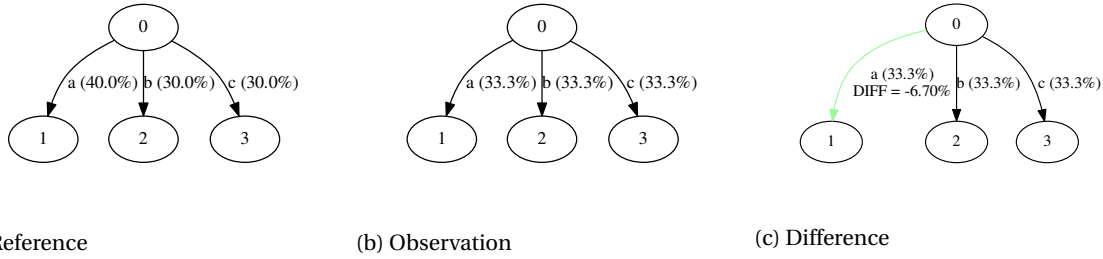 0
a (40.0%) b (30.0%) c (30.0%)
1 2 3
0
a (33.3%) b (33.3%) c (33.3%)
1 2 3
(b) Observation
0
a (33.3%)
DIFF = -6.70%
b (33.3%) c (33.3%)
1 2 3
(c) Difference